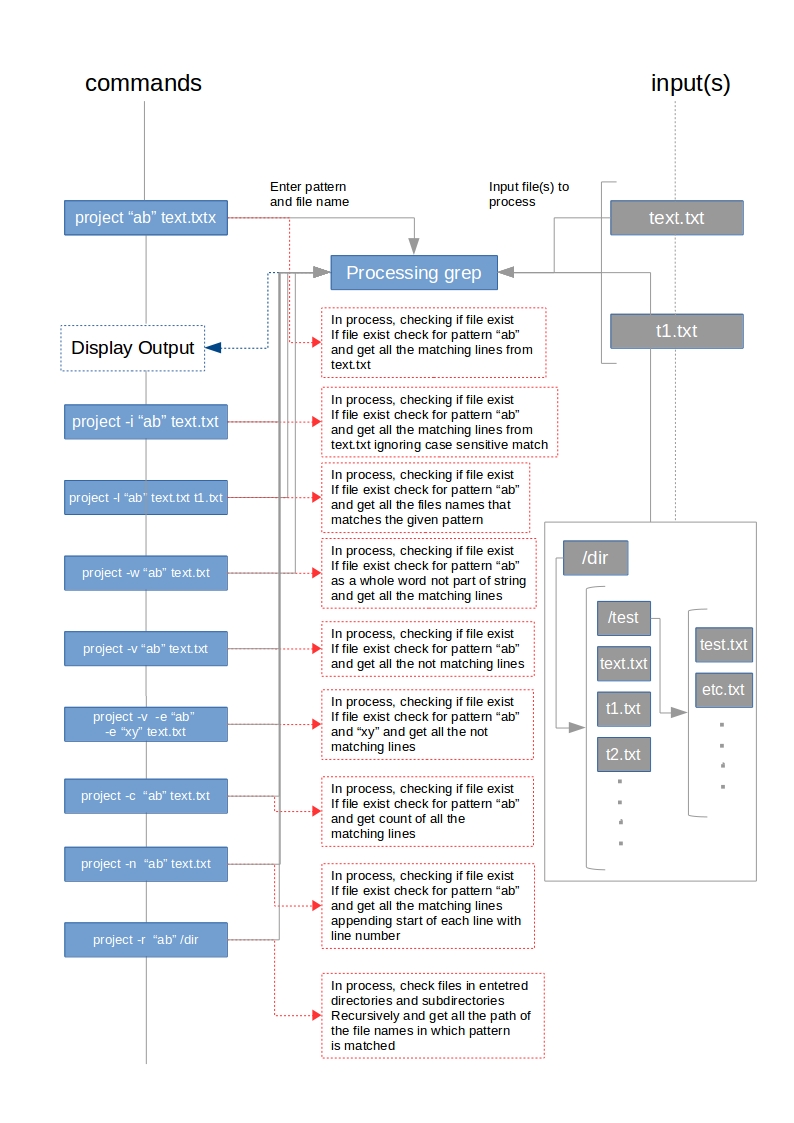 commands
input(s)
Enter pattern
and file name
Input file(s) to
process
project “ab” text.txtx
text.txt
Processing grep
t1.txt
Display Output
In process, checking if file exist
If file exist check for pattern “ab”
and get all the matching lines from
text.txt
project -i “ab” text.txt
In process, checking if file exist
If file exist check for pattern “ab”
and get all the matching lines from
text.txt ignoring case sensitive match
project -l “ab” text.txt t1.txt
In process, checking if file exist
If file exist check for pattern “ab”
and get all the files names that
matches the given pattern
project -w “ab” text.txt
In process, checking if file exist
If file exist check for pattern “ab”
as a whole word not part of string
and get all the matching lines
project -v “ab” text.txt
In process, checking if file exist
If file exist check for pattern “ab”
and get all the not matching lines
project -v -e “ab”
-e “xy” text.txt
In process, checking if file exist
If file exist check for pattern “ab”
and “xy” and get all the not
matching lines
project -c “ab” text.txt
In process, checking if file exist
If file exist check for pattern “ab”
and get count of all the
matching lines
project -n “ab” text.txt
In process, checking if file exist
If file exist check for pattern “ab”
and get all the matching lines
appending start of each line with
line number
project -r “ab” /dir
In process, check files in entetred
directories and subdirectories
Recursively and get all the path of
the file names in which pattern
is matched
/dir
/test
text.txt
t1.txt
t2.txt
test.txt
etc.txt